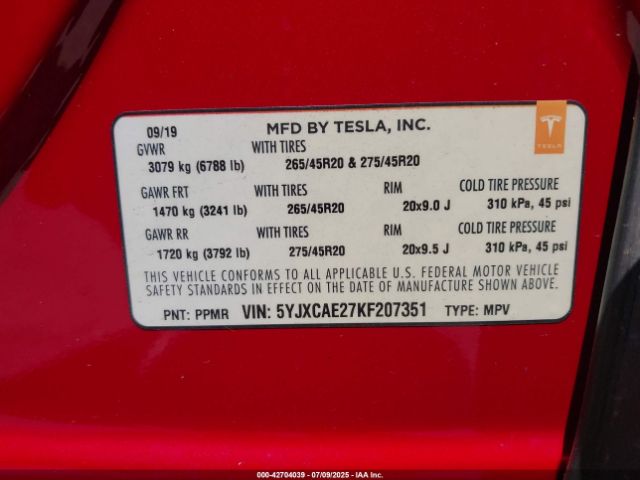 09/19 MFD BY TESLA, INC.
TESLA
GVWR WITH TIRES
3079 kg (6788 lb) 265/45R20 & 275/45R20
GAWR FRT WITH TIRES RIM COLD TIRE PRESSURE
1470 kg (3241 lb) 265/45R20 20x9.0 J 310 kPa, 45 psi
GAWR RR WITH TIRES RIM COLD TIRE PRESSURE
1720 kg (3792 lb) 275/45R20 20x9.5 J 310 kPa, 45 psi
THIS VEHICLE CONFORMS TO ALL APPLICABLE U.S. FEDERAL MOTOR VEHICLE
SAFETY STANDARDS IN EFFECT ON THE DATE OF MANUFACTURE SHOWN ABOVE.
PNT: PPMR VIN: 5YJXCAE27KF207351 TYPE: MPV
000-42704039 - 07/09/2025 - IAA Inc.